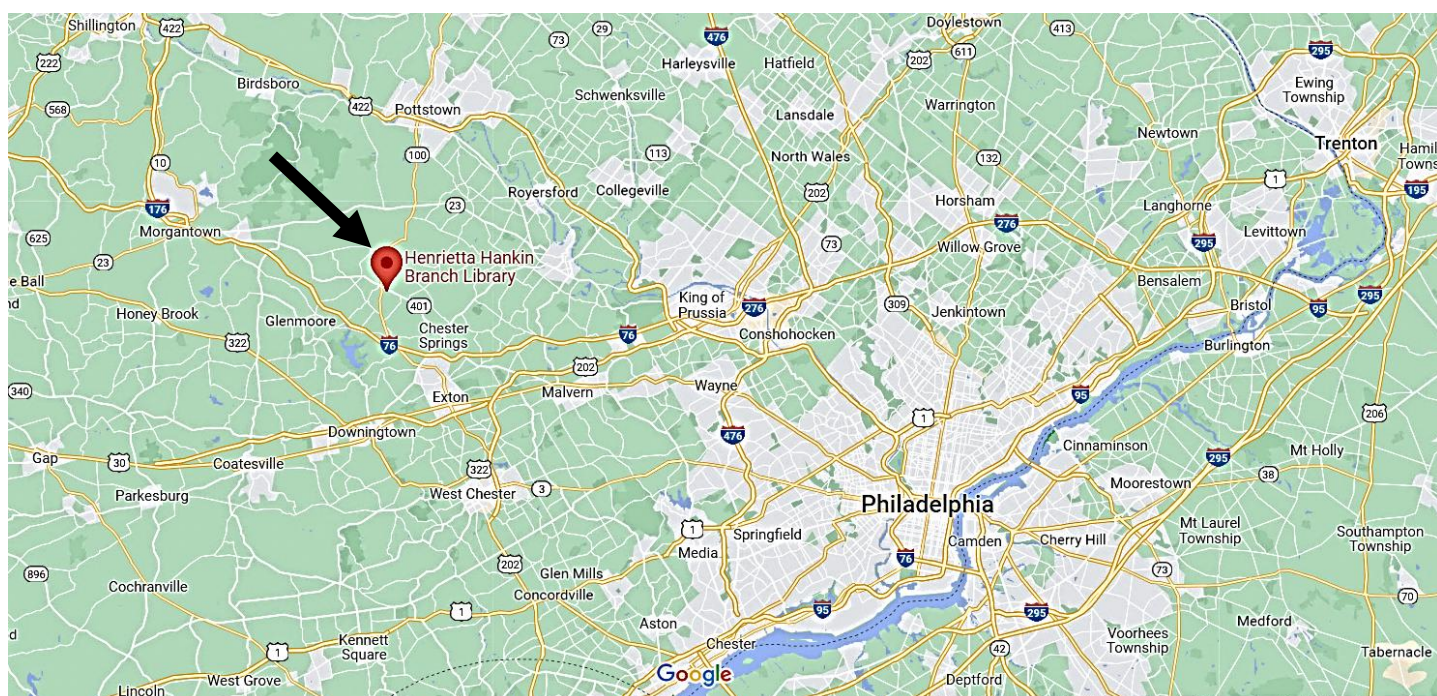 Shillington
422
222
Birdsboro
568
422
Pottstown
10
100
176
Morgantown
23
625
23
e Ball
nd
Honey Brook
322
Glenmoore
Henrietta Hankin
Branch Library
401
Chester
Springs
76
73
29
Schwenksville
113
Royersford
Collegeville
476
Harleysville
Hatfield
Lansdale
North Wales
202
73
Doylestown
202
611
413
Warrington
Newtown
132
Horsham
Willow Grove
276
309
Jenkintown
295
Ewing
Township
Trenton
Hamil
Towns
1
195
Langhorne
295
Levittown
Bensalem
Bristol
295
95
Burlington
King of
Prussia
276
Conshohocken
76
202
Malvern
Wayne
Exton
Downingtown
340
Gap
30
Coatesville
Parkesburg
322
West Chester
3
476
1
95
Cinnaminson
206
Mt Holly
295
38
Moorestown
Philadelphia
Camden
Cherry Hill
Mt Laurel
Township
Southampton
Township
76
73
1
Media
Springfield
202
Glen Mills
Concordville
896
Cochranville
1
Kennett
Square
1
West Grove
Lincoln
d
Aston
Chester
95
295
42
Deptford
Voorhees
Township
Medford
70
Tabernacle
Google